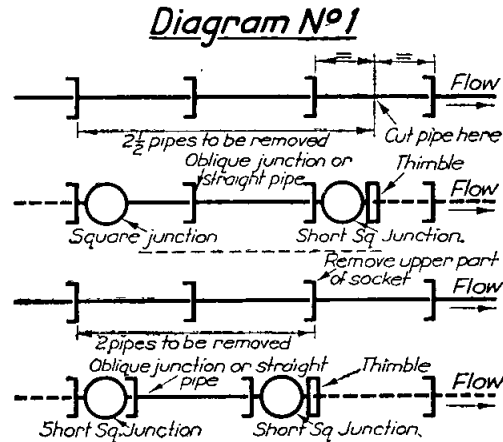 Diagram Nº1
= =
Flow
2½ pipes to be removed
Cut pipe here
Oblique junction or
straight pipe
Thimble
Flow
Square junction
Short Sq Junction.
Remove upper part
of socket
Flow
2 pipes to be removed
Oblique junction or straight
pipe
Thimble
Flow
Short Sq Junction
Short Sq Junction.